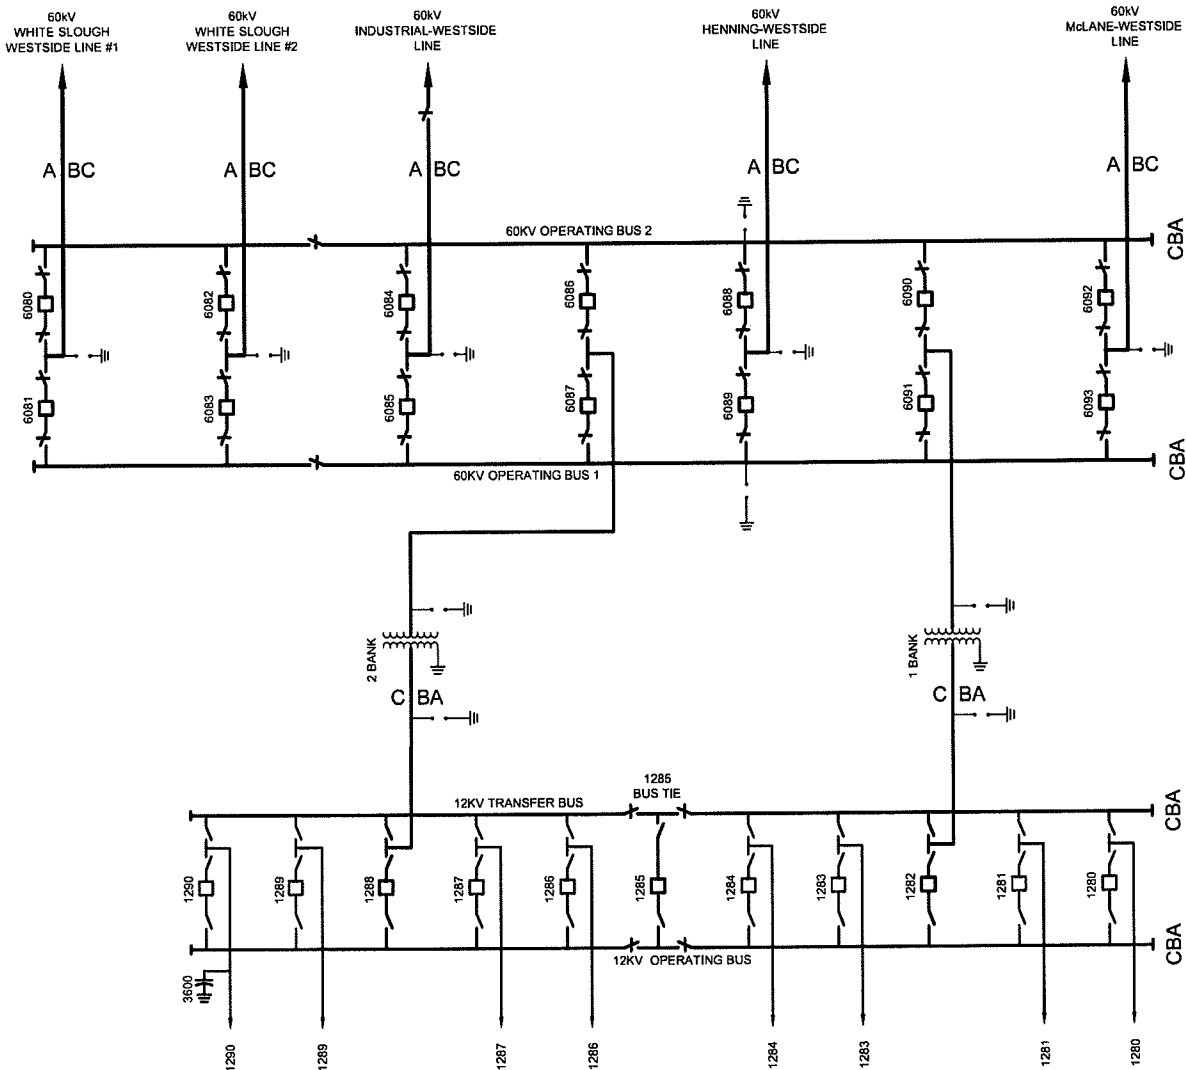 60kV
WHITE SLOUGH
WESTSIDE LINE #1
60kV
WHITE SLOUGH
WESTSIDE LINE #2
60kV
INDUSTRIAL-WESTSIDE
LINE
60kV
HENNING-WESTSIDE
LINE
60kV
McLANE-WESTSIDE
LINE
A BC
A BC
A BC
A BC
A BC
60KV OPERATING BUS 2
CBA
6080
6082
6084
6086
6088
6090
6092
6081
6083
6085
6087
6089
6091
6093
60KV OPERATING BUS 1
CBA
2 BANK
1 BANK
C BA
C BA
1285
BUS TIE
12KV TRANSFER BUS
CBA
1290
1289
1288
1287
1286
1285
1284
1283
1282
1281
1280
12KV OPERATING BUS
CBA
3600
1290
1289
1287
1286
1284
1283
1281
1280